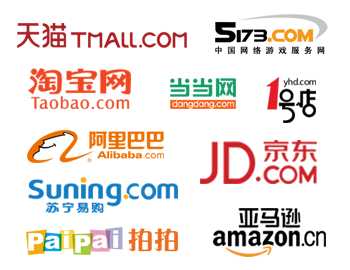 天猫 TMALL.COM
5173.COM
中国网络游戏服务网
淘宝网
Taobao.com
当当网
dangdang.com
yhd.com
1号店
阿里巴巴
Alibaba.com
JD.京东
.COM
Suning.com
苏宁易购
亚马逊
amazon.cn
PaiPai 拍拍